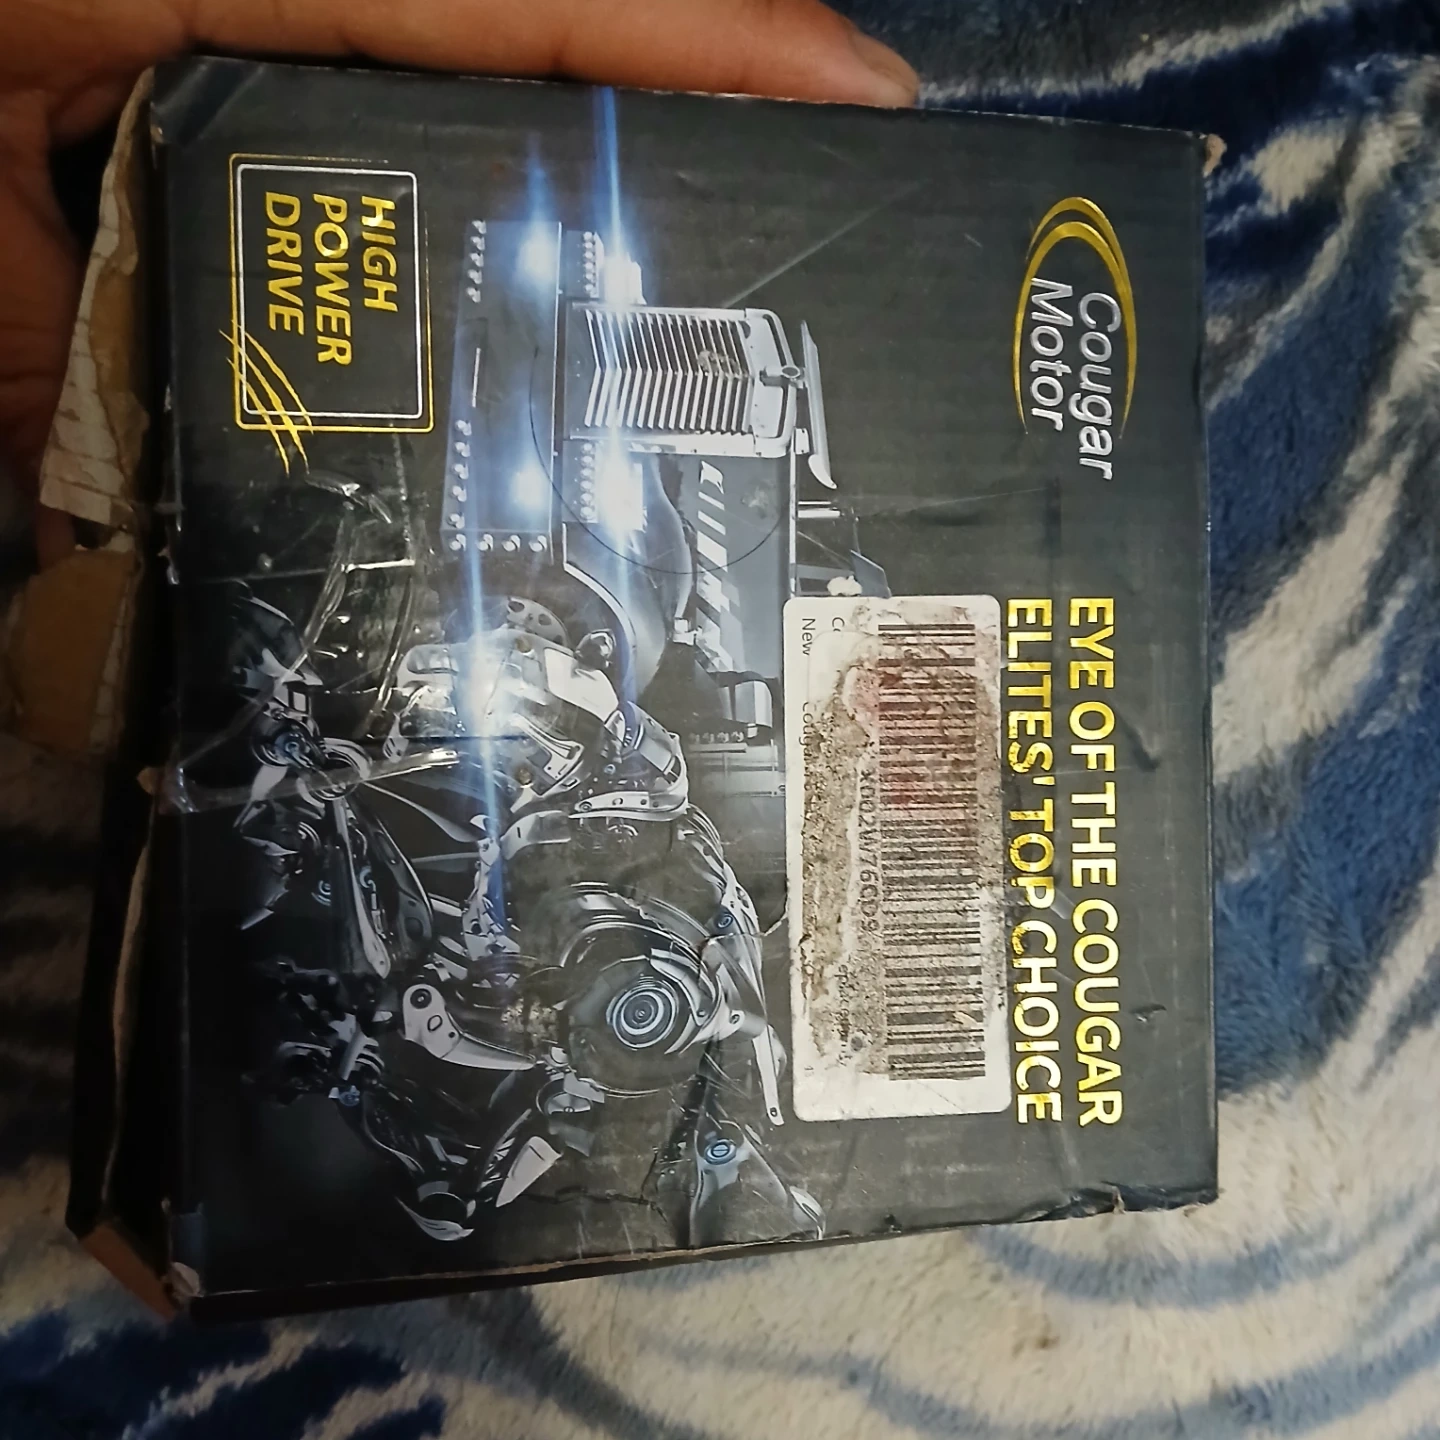 Cougar
Motor
EYE OF THE COUGAR
ELITES' TOP CHOICE
New
HIGH
POWER
DRIVE